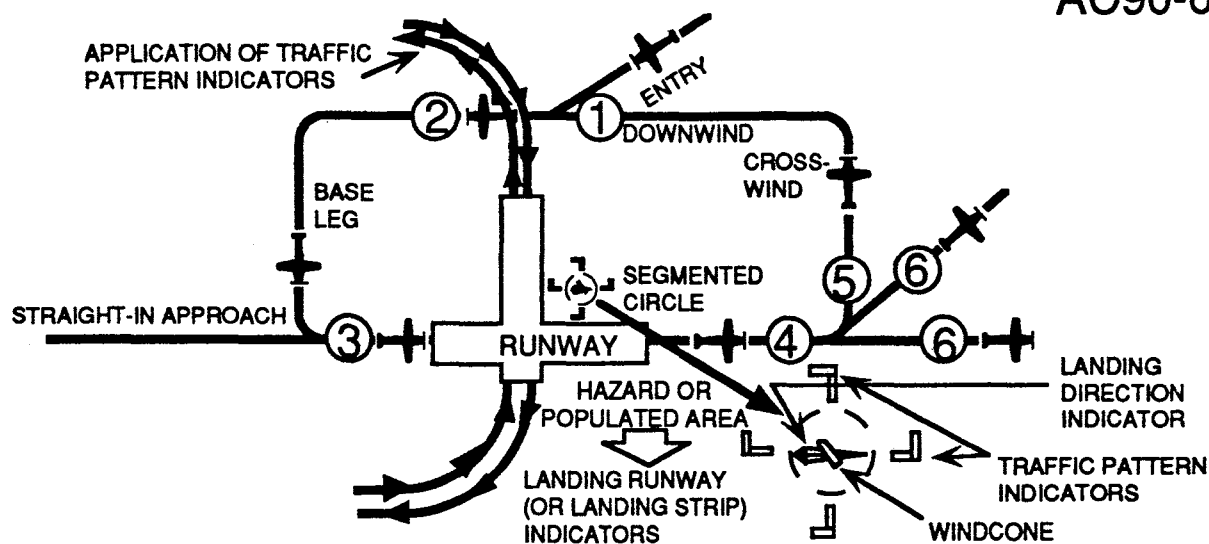 APPLICATION OF TRAFFIC
PATTERN INDICATORS
ENTRY
2
1
DOWNWIND
CROSS-
WIND
BASE
LEG
SEGMENTED
CIRCLE
5
6
STRAIGHT-IN APPROACH
3
RUNWAY
4
6
HAZARD OR
POPULATED AREA
LANDING
DIRECTION
INDICATOR
LANDING RUNWAY
(OR LANDING STRIP)
INDICATORS
TRAFFIC PATTERN
INDICATORS
WINDCONE